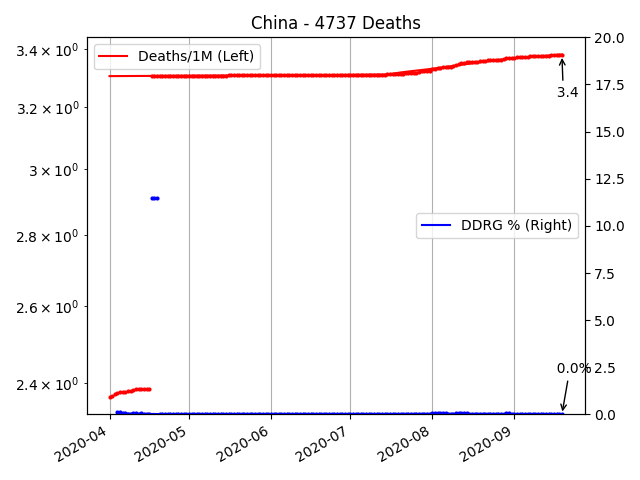 China - 4737 Deaths
Deaths/1M (Left)
DDRG % (Right)
3.4 × 10⁰
3.2 × 10⁰
3 × 10⁰
2.8 × 10⁰
2.6 × 10⁰
2.4 × 10⁰
20.0
17.5
15.0
12.5
10.0
7.5
5.0
2.5
0.0
3.4
0.0%
2020-04
2020-05
2020-06
2020-07
2020-08
2020-09